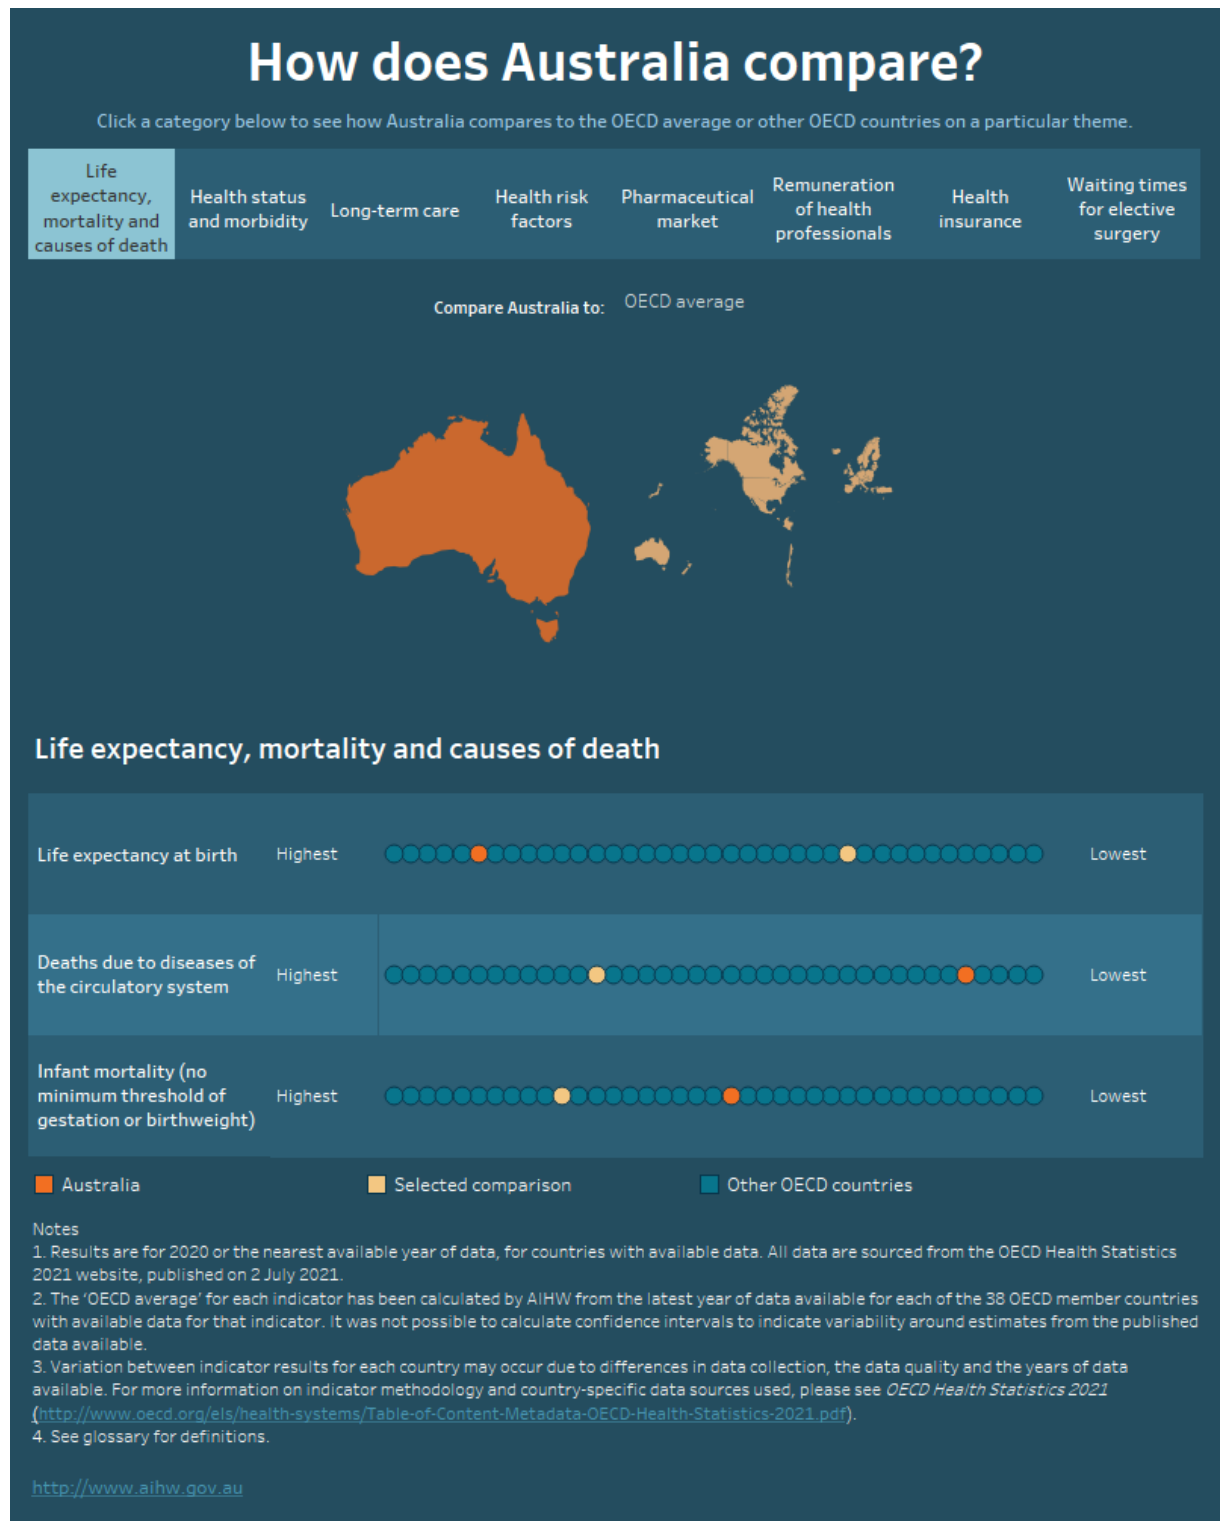 How does Australia compare?
Click a category below to see how Australia compares to the OECD average or other OECD countries on a particular theme.
Life
expectancy,
mortality and
causes of death
Health status
and morbidity
Long-term care
Health risk
factors
Pharmaceutical
market
Remuneration
of health
professionals
Health
insurance
Waiting times
for elective
surgery
Compare Australia to: OECD average
Life expectancy, mortality and causes of death
Life expectancy at birth Highest Lowest
Deaths due to diseases of
the circulatory system
Highest Lowest
Infant mortality (no
minimum threshold of
gestation or birthweight)
Highest Lowest
Australia Selected comparison Other OECD countries
Notes
1. Results are for 2020 or the nearest available year of data, for countries with available data. All data are sourced from the OECD Health Statistics
2021 website, published on 2 July 2021.
2. The ‘OECD average’ for each indicator has been calculated by AIHW from the latest year of data available for each of the 38 OECD member countries
with available data for that indicator. It was not possible to calculate confidence intervals to indicate variability around estimates from the published
data available.
3. Variation between indicator results for each country may occur due to differences in data collection, the data quality and the years of data
available. For more information on indicator methodology and country-specific data sources used, please see OECD Health Statistics 2021
(http://www.oecd.org/els/health-systems/Table-of-Content-Metadata-OECD-Health-Statistics-2021.pdf).
4. See glossary for definitions.
http://www.aihw.gov.au